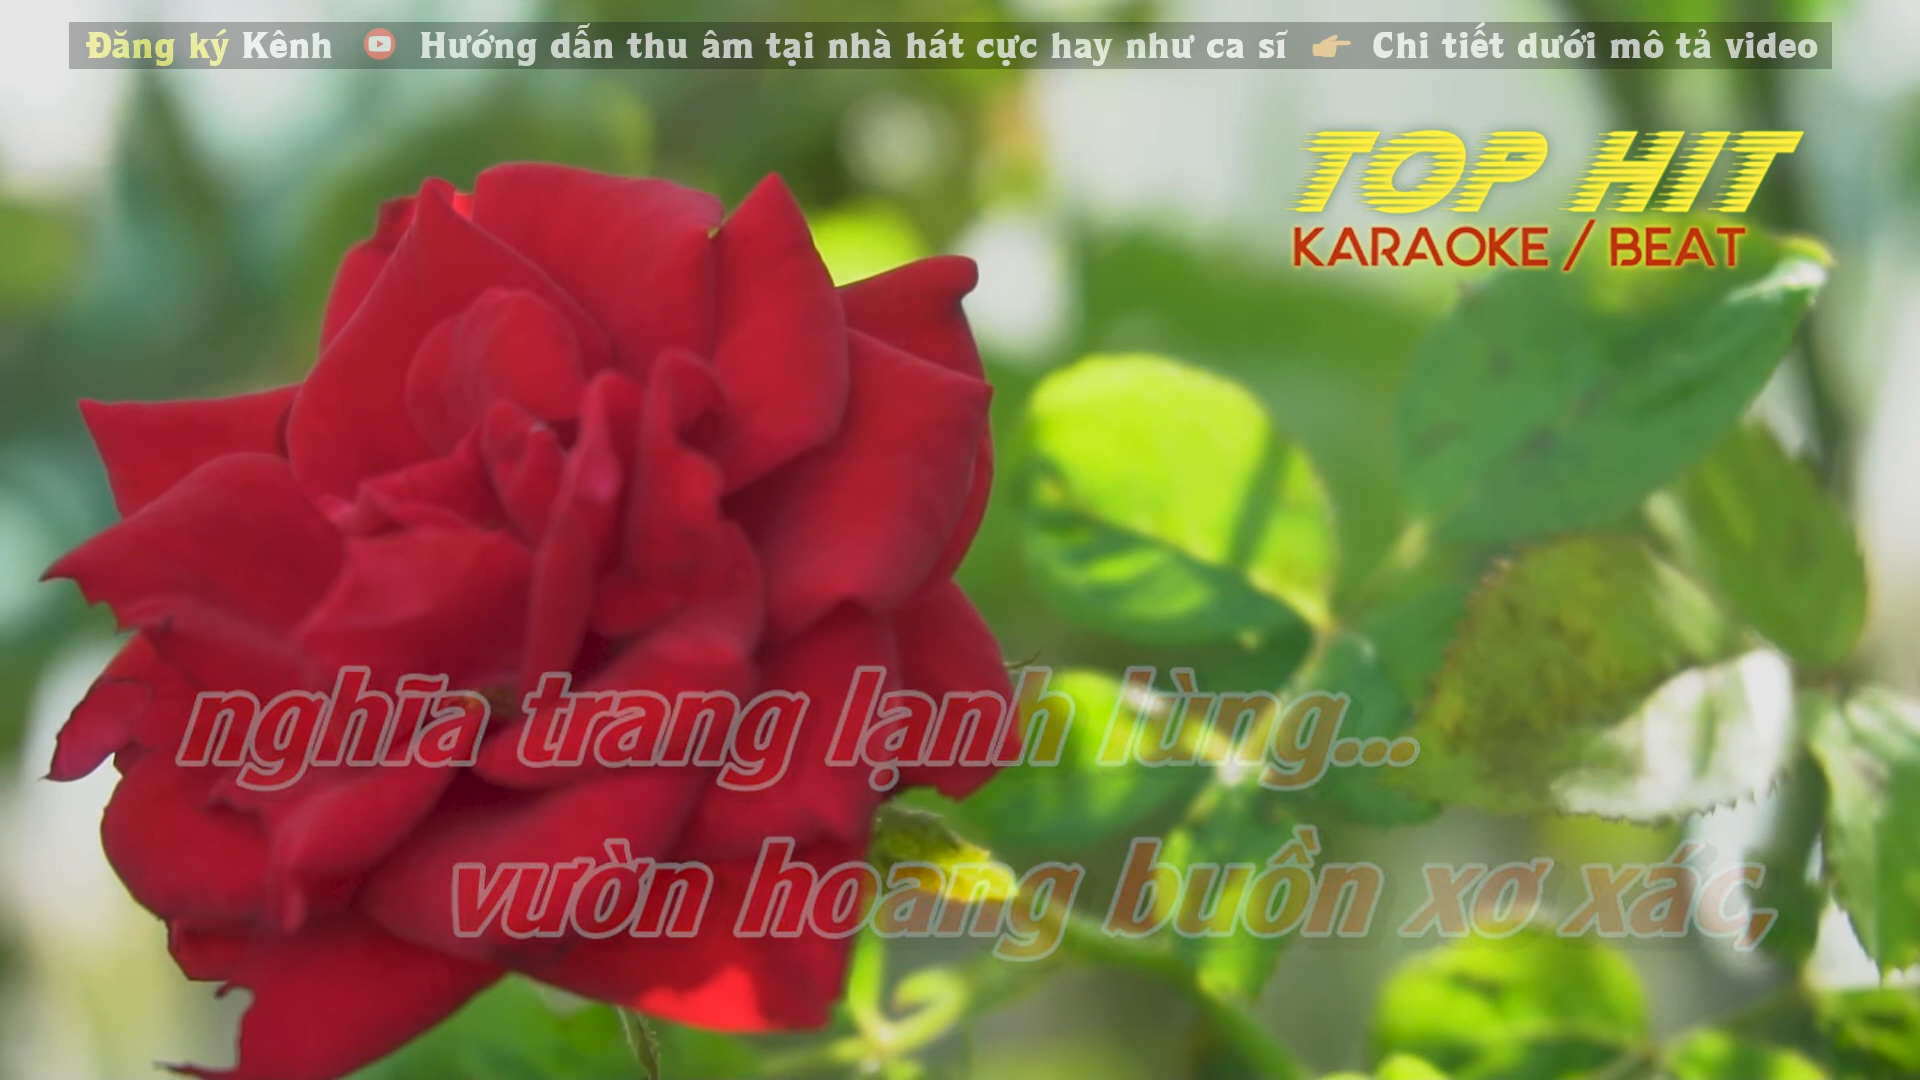 Đăng ký Kênh Hướng dẫn thu âm tại nhà hát cực hay như ca sĩ Chi tiết dưới mô tả video
TOP HIT
KARAOKE / BEAT
nghĩa trang lạnh lùng...
vườn hoang buồn xơ xác,